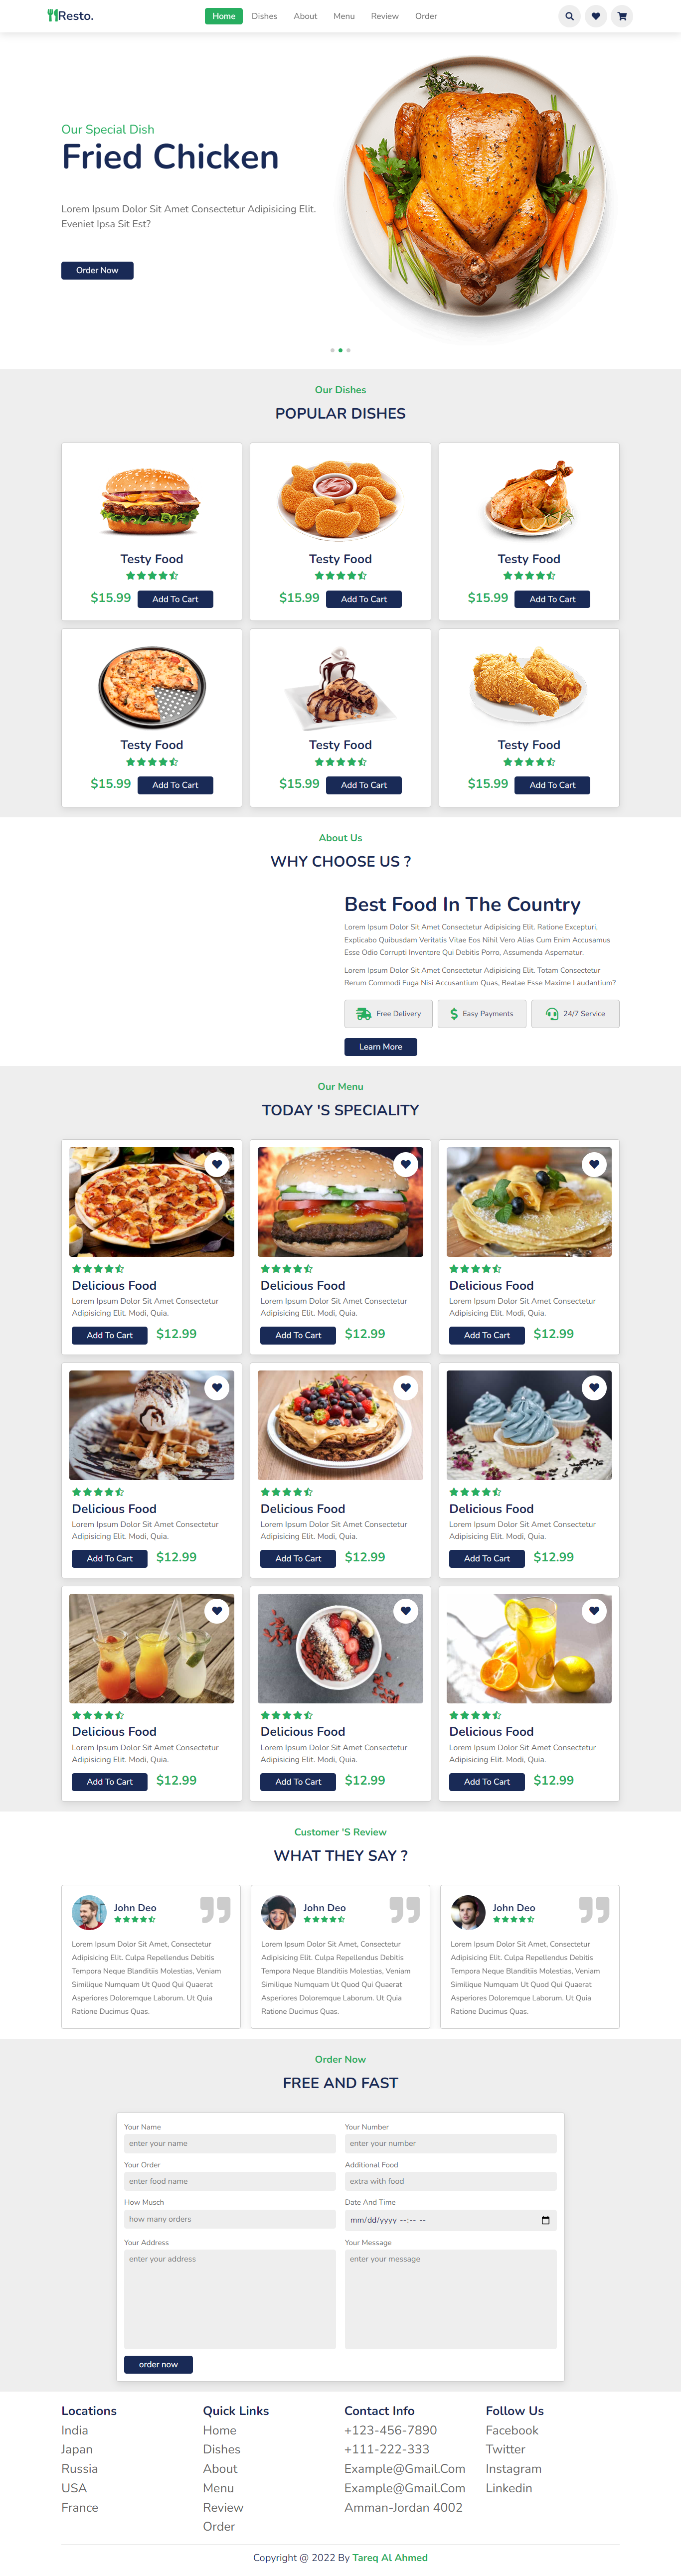 Resto.
Home Dishes About Menu Review Order
Our Special Dish
Fried Chicken
Lorem Ipsum Dolor Sit Amet Consectetur Adipisicing Elit.
Eveniet Ipsa Sit Est?
Order Now
Our Dishes
POPULAR DISHES
Testy Food
$15.99 Add To Cart
Testy Food
$15.99 Add To Cart
Testy Food
$15.99 Add To Cart
Testy Food
$15.99 Add To Cart
Testy Food
$15.99 Add To Cart
Testy Food
$15.99 Add To Cart
About Us
WHY CHOOSE US ?
Best Food In The Country
Lorem Ipsum Dolor Sit Amet Consectetur Adipisicing Elit. Ratione Excepturi,
Explicabo Quibusdam Veritatis Vitae Eos Nihil Vero Alias Cum Enim Accusamus
Esse Odio Corrupti Inventore Qui Debitis Porro, Assumenda Aspernatur.
Lorem Ipsum Dolor Sit Amet Consectetur Adipisicing Elit. Totam Consectetur
Rerum Commodi Fuga Nisi Accusantium Quas, Beatae Esse Maxime Laudantium?
Free Delivery
Easy Payments
24/7 Service
Learn More
Our Menu
TODAY 'S SPECIALITY
Delicious Food
Lorem Ipsum Dolor Sit Amet Consectetur
Adipisicing Elit. Modi, Quia.
Add To Cart $12.99
Delicious Food
Lorem Ipsum Dolor Sit Amet Consectetur
Adipisicing Elit. Modi, Quia.
Add To Cart $12.99
Delicious Food
Lorem Ipsum Dolor Sit Amet Consectetur
Adipisicing Elit. Modi, Quia.
Add To Cart $12.99
Delicious Food
Lorem Ipsum Dolor Sit Amet Consectetur
Adipisicing Elit. Modi, Quia.
Add To Cart $12.99
Delicious Food
Lorem Ipsum Dolor Sit Amet Consectetur
Adipisicing Elit. Modi, Quia.
Add To Cart $12.99
Delicious Food
Lorem Ipsum Dolor Sit Amet Consectetur
Adipisicing Elit. Modi, Quia.
Add To Cart $12.99
Delicious Food
Lorem Ipsum Dolor Sit Amet Consectetur
Adipisicing Elit. Modi, Quia.
Add To Cart $12.99
Delicious Food
Lorem Ipsum Dolor Sit Amet Consectetur
Adipisicing Elit. Modi, Quia.
Add To Cart $12.99
Delicious Food
Lorem Ipsum Dolor Sit Amet Consectetur
Adipisicing Elit. Modi, Quia.
Add To Cart $12.99
Customer 'S Review
WHAT THEY SAY ?
John Deo
Lorem Ipsum Dolor Sit Amet, Consectetur
Adipisicing Elit. Culpa Repellendus Debitis
Tempora Neque Blanditiis Molestias, Veniam
Similique Numquam Ut Quod Qui Quaerat
Asperiores Doloremque Laborum. Ut Quia
Ratione Ducimus Quas.
John Deo
Lorem Ipsum Dolor Sit Amet, Consectetur
Adipisicing Elit. Culpa Repellendus Debitis
Tempora Neque Blanditiis Molestias, Veniam
Similique Numquam Ut Quod Qui Quaerat
Asperiores Doloremque Laborum. Ut Quia
Ratione Ducimus Quas.
John Deo
Lorem Ipsum Dolor Sit Amet, Consectetur
Adipisicing Elit. Culpa Repellendus Debitis
Tempora Neque Blanditiis Molestias, Veniam
Similique Numquam Ut Quod Qui Quaerat
Asperiores Doloremque Laborum. Ut Quia
Ratione Ducimus Quas.
Order Now
FREE AND FAST
Your Name
enter your name
Your Number
enter your number
Your Order
enter food name
Additional Food
extra with food
How Musch
how many orders
Date And Time
mm/dd/yyyy --:-- --
Your Address
enter your address
Your Message
enter your message
order now
Locations
India
Japan
Russia
USA
France
Quick Links
Home
Dishes
About
Menu
Review
Order
Contact Info
+123-456-7890
+111-222-333
Example@Gmail.Com
Example@Gmail.Com
Amman-Jordan 4002
Follow Us
Facebook
Twitter
Instagram
Linkedin
Copyright @ 2022 By Tareq Al Ahmed